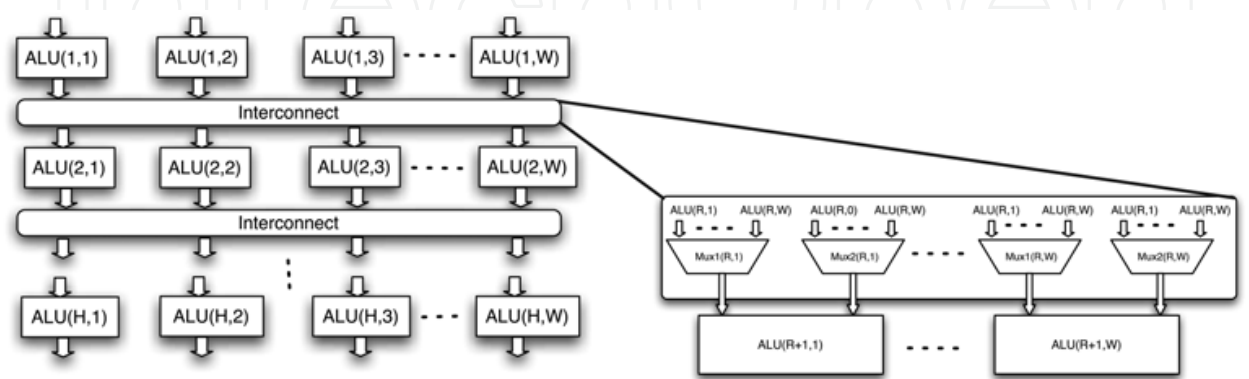 ALU(1,1) ALU(1,2) ALU(1,3) ALU(1,W)
Interconnect
ALU(2,1) ALU(2,2) ALU(2,3) ALU(2,W)
Interconnect
ALU(H,1) ALU(H,2) ALU(H,3) ALU(H,W)
ALU(R,1) ALU(R,W) ALU(R,0) ALU(R,W) ALU(R,1) ALU(R,W) ALU(R,1) ALU(R,W)
Mux1(R,1) Mux2(R,1) Mux1(R,W) Mux2(R,W)
ALU(R+1,1) ALU(R+1,W)